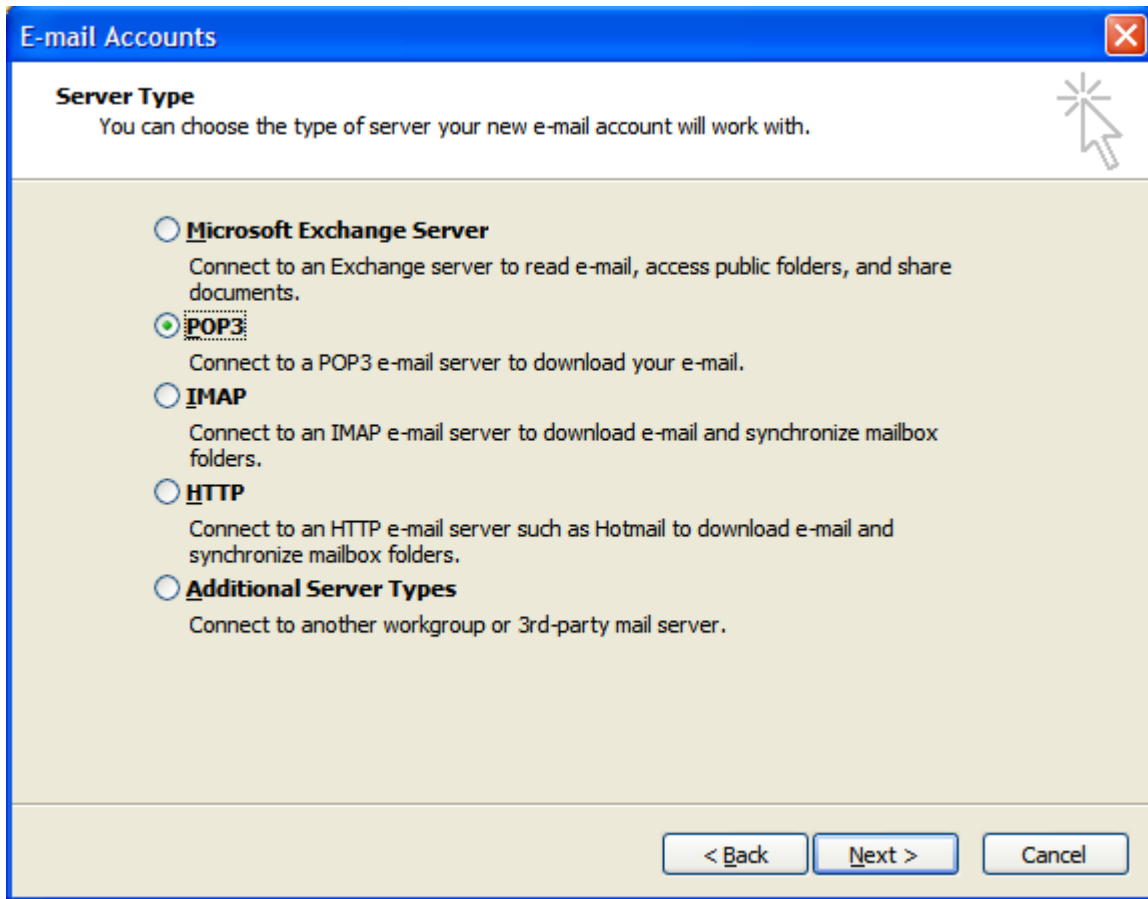 E-mail Accounts
Server Type
You can choose the type of server your new e-mail account will work with.
Microsoft Exchange Server
Connect to an Exchange server to read e-mail, access public folders, and share
documents.
POP3
Connect to a POP3 e-mail server to download your e-mail.
IMAP
Connect to an IMAP e-mail server to download e-mail and synchronize mailbox
folders.
HTTP
Connect to an HTTP e-mail server such as Hotmail to download e-mail and
synchronize mailbox folders.
Additional Server Types
Connect to another workgroup or 3rd-party mail server.
< Back Next > Cancel